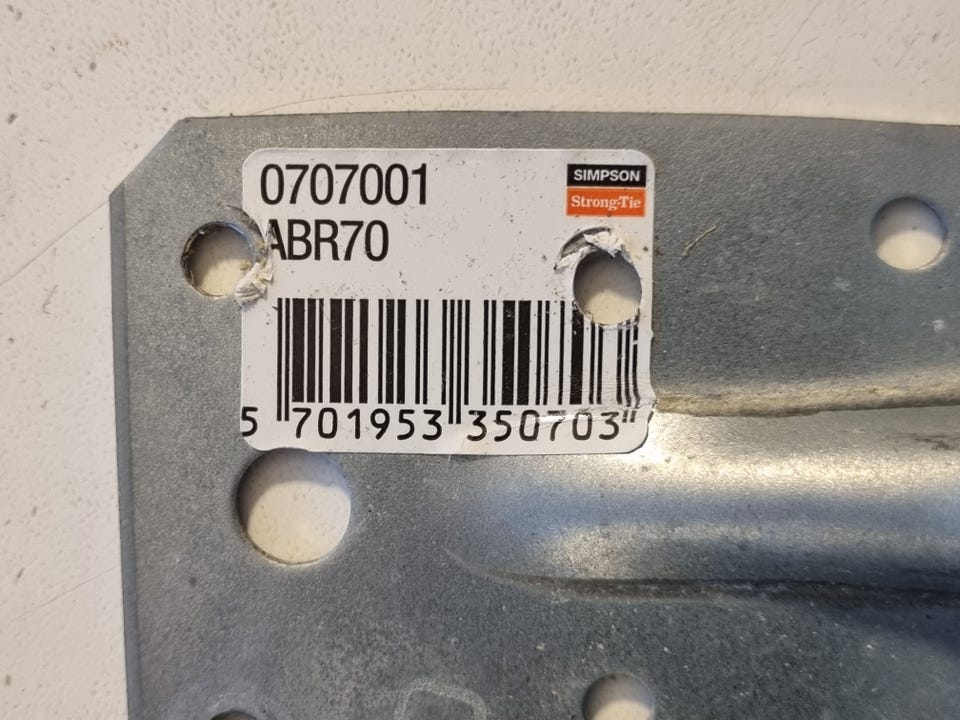 0707001
SIMPSON
Strong-Tie
ABR70
5 701953 350703